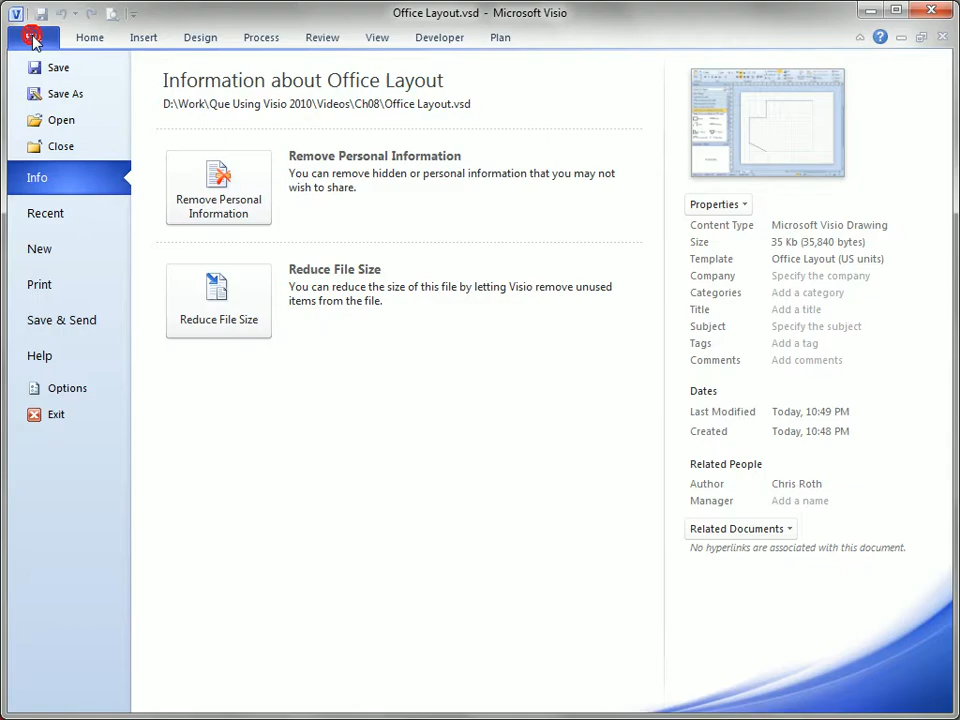 Office Layout.vsd - Microsoft Visio
Home Insert Design Process Review View Developer Plan
Save
Save As
Open
Close
Info
Recent
New
Print
Save & Send
Help
Options
Exit
Information about Office Layout
D:\Work\Que Using Visio 2010\Videos\Ch08\Office Layout.vsd
Remove Personal
Information
Remove Personal Information
You can remove hidden or personal information that you may not
wish to share.
Reduce File Size
Reduce File Size
You can reduce the size of this file by letting Visio remove unused
items from the file.
Properties
Content Type Microsoft Visio Drawing
Size 35 Kb (35,840 bytes)
Template Office Layout (US units)
Company Specify the company
Categories Add a category
Title Add a title
Subject Specify the subject
Tags Add a tag
Comments Add comments
Dates
Last Modified Today, 10:49 PM
Created Today, 10:48 PM
Related People
Author Chris Roth
Manager Add a name
Related Documents
No hyperlinks are associated with this document.